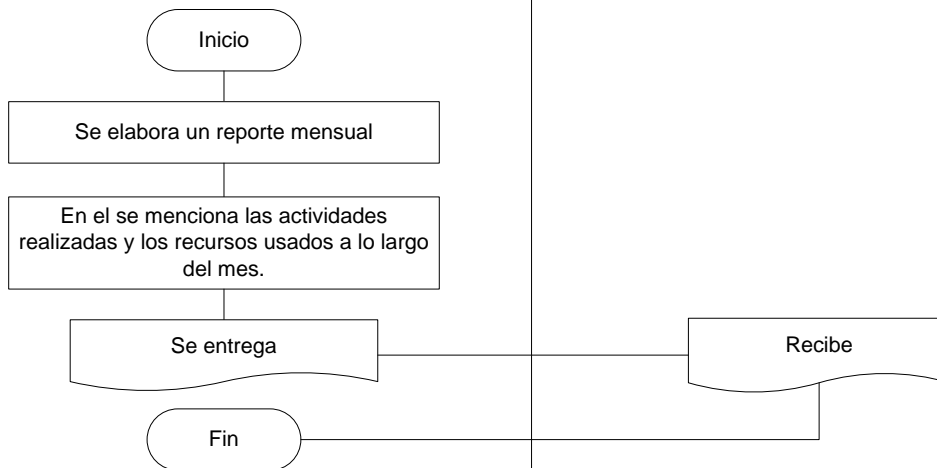 Inicio
Se elabora un reporte mensual
En el se menciona las actividades
realizadas y los recursos usados a lo largo
del mes.
Se entrega
Recibe
Fin